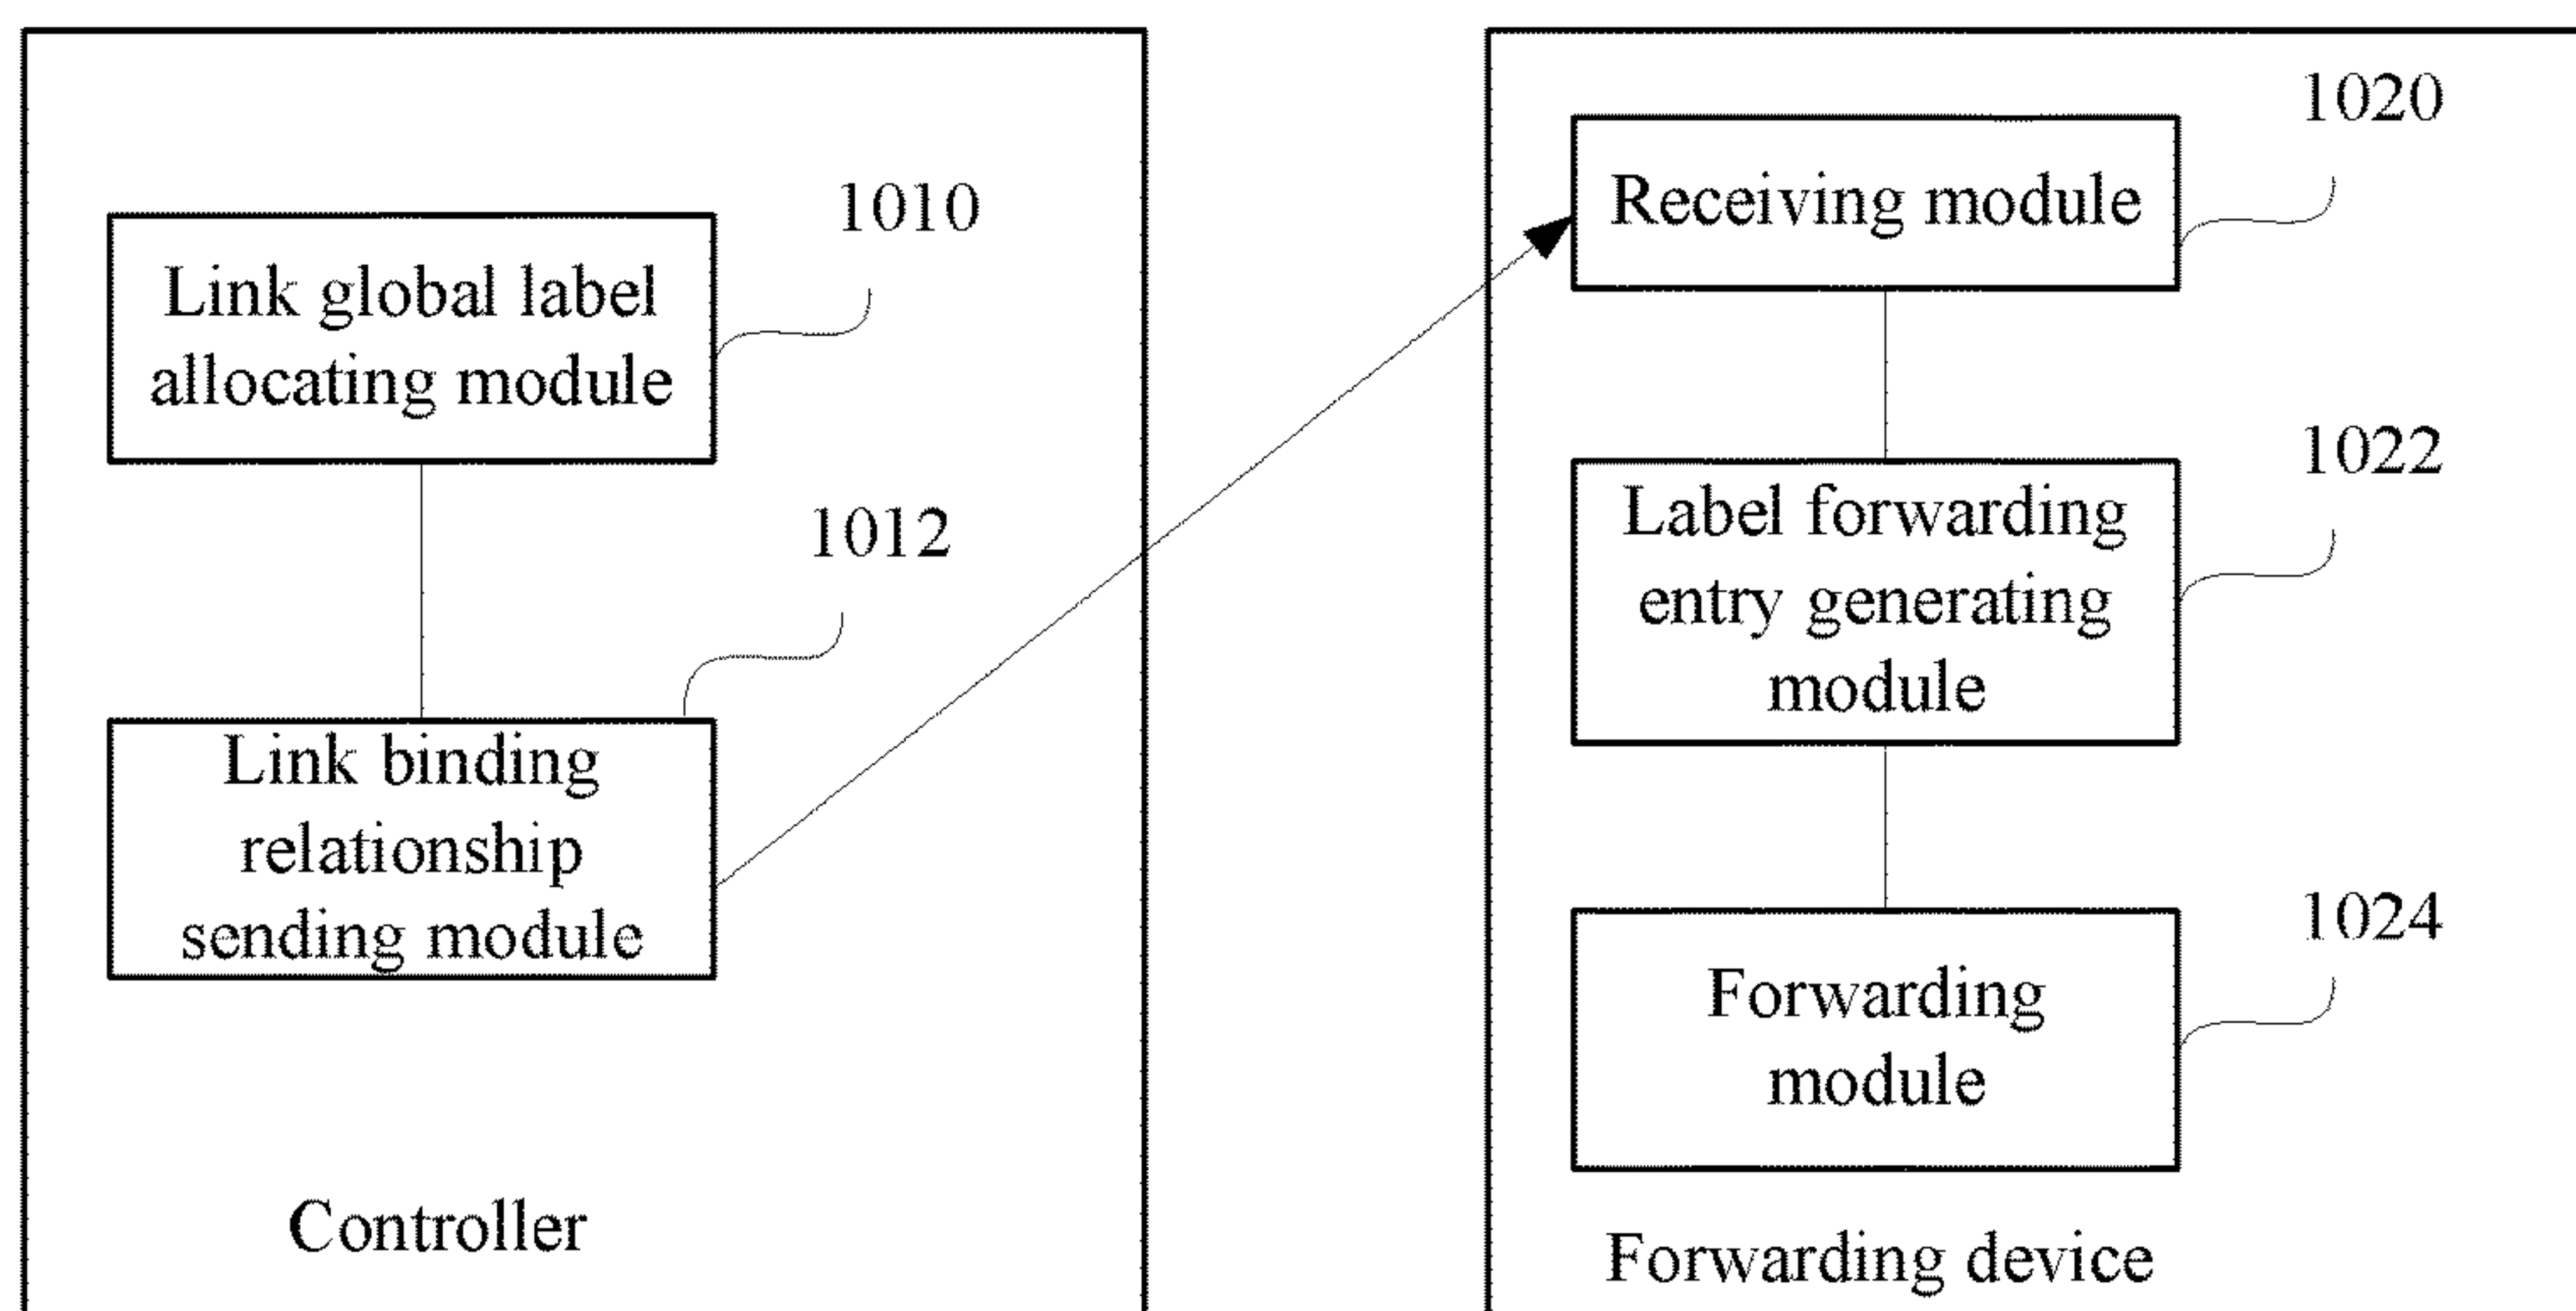 1010
Link global label
allocating module
1012
Link binding
relationship
sending module
Controller
1020
Receiving module
1022
Label forwarding
entry generating
module
1024
Forwarding
module
Forwarding device